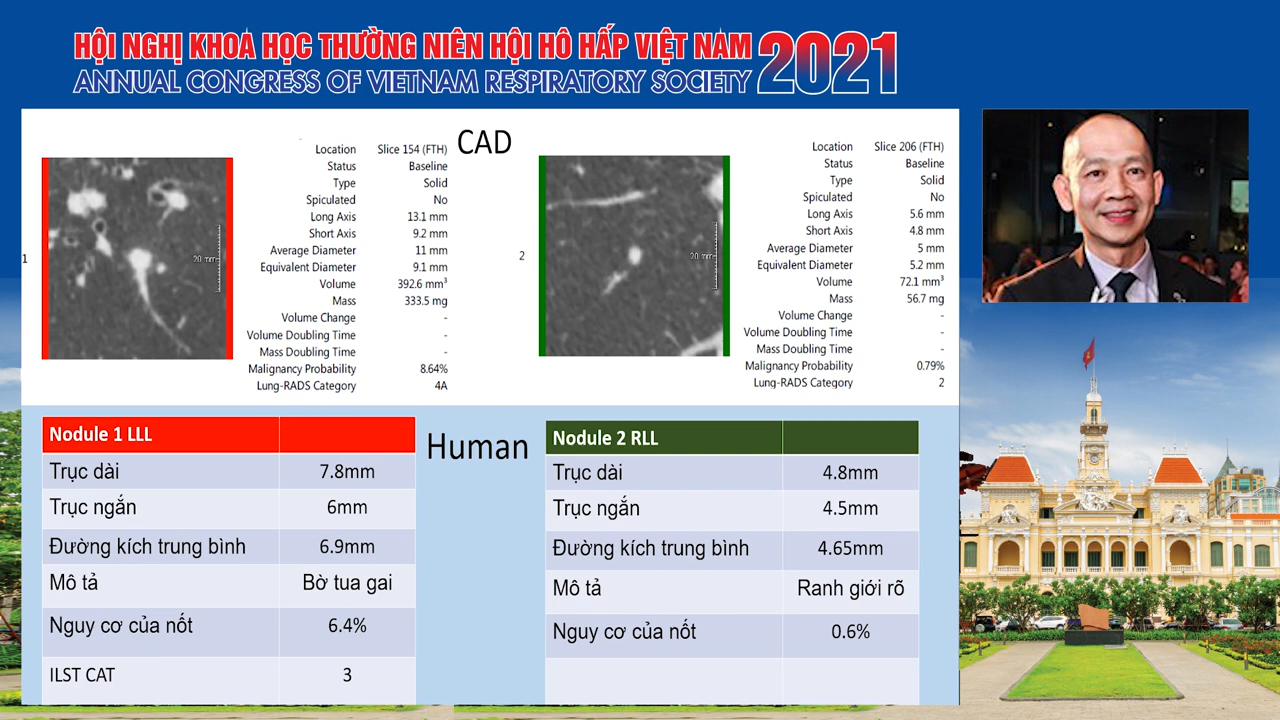 HỘI NGHỊ KHOA HỌC THƯỜNG NIÊN HỘI HÔ HẤP VIỆT NAM 2021
ANNUAL CONGRESS OF VIETNAM RESPIRATORY SOCIETY
CAD
1
20 mm
Location Slice 154 (FTH)
Status Baseline
Type Solid
Spiculated No
Long Axis 13.1 mm
Short Axis 9.2 mm
Average Diameter 11 mm
Equivalent Diameter 9.1 mm
Volume 392.6 mm³
Mass 333.5 mg
Volume Change -
Volume Doubling Time -
Mass Doubling Time -
Malignancy Probability 8.64%
Lung-RADS Category 4A
2
20 mm
Location Slice 206 (FTH)
Status Baseline
Type Solid
Spiculated No
Long Axis 5.6 mm
Short Axis 4.8 mm
Average Diameter 5 mm
Equivalent Diameter 5.2 mm
Volume 72.1 mm³
Mass 56.7 mg
Volume Change -
Volume Doubling Time -
Mass Doubling Time -
Malignancy Probability 0.79%
Lung-RADS Category 2
Human
Nodule 1 LLL
Trục dài 7.8mm
Trục ngắn 6mm
Đường kích trung bình 6.9mm
Mô tả Bờ tua gai
Nguy cơ của nốt 6.4%
ILST CAT 3
Nodule 2 RLL
Trục dài 4.8mm
Trục ngắn 4.5mm
Đường kích trung bình 4.65mm
Mô tả Ranh giới rõ
Nguy cơ của nốt 0.6%